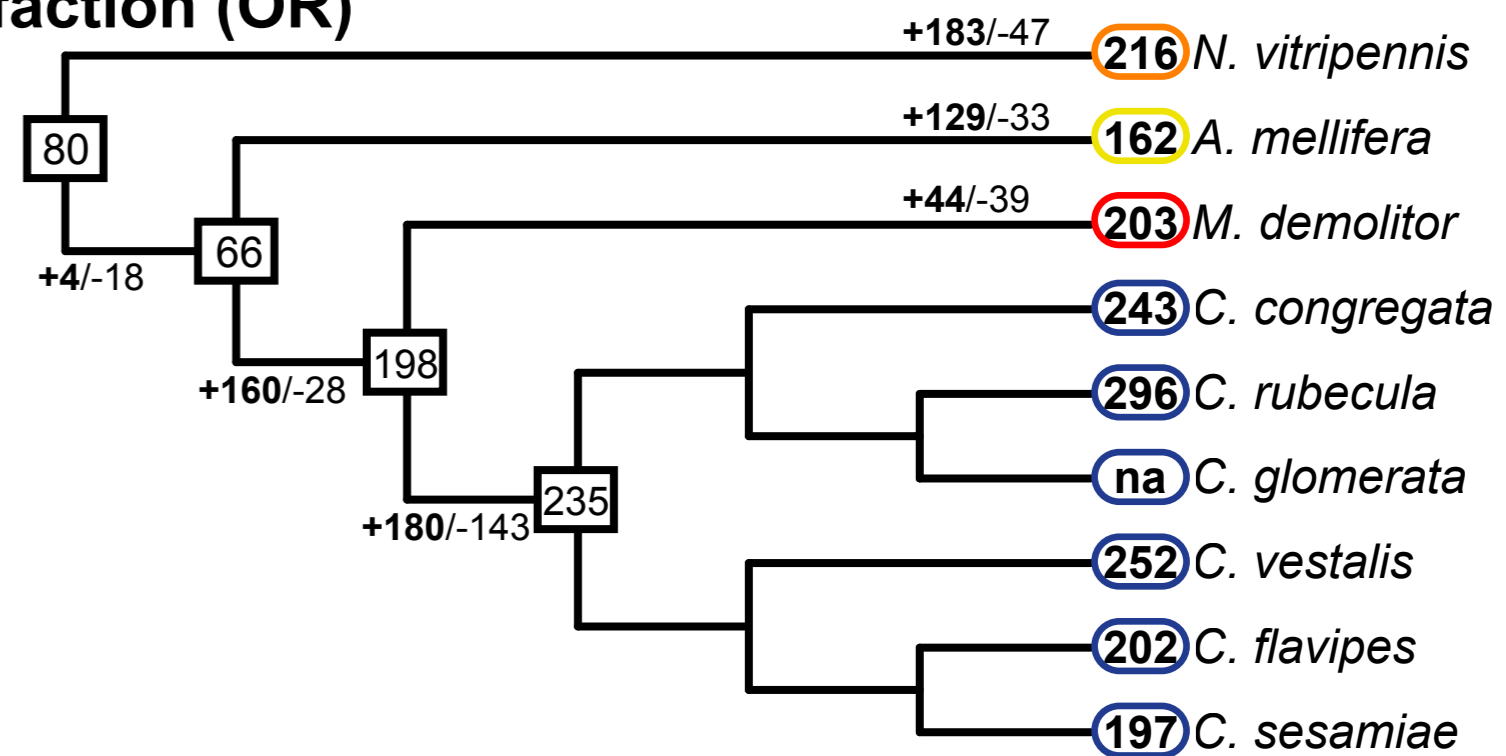 faction (OR)
+183/-47
216 N. vitripennis
80
+129/-33
162 A. mellifera
+44/-39
203 M. demolitor
66
+4/-18
243 C. congregata
198
+160/-28
296 C. rubecula
na C. glomerata
235
+180/-143
252 C. vestalis
202 C. flavipes
197 C. sesamiae